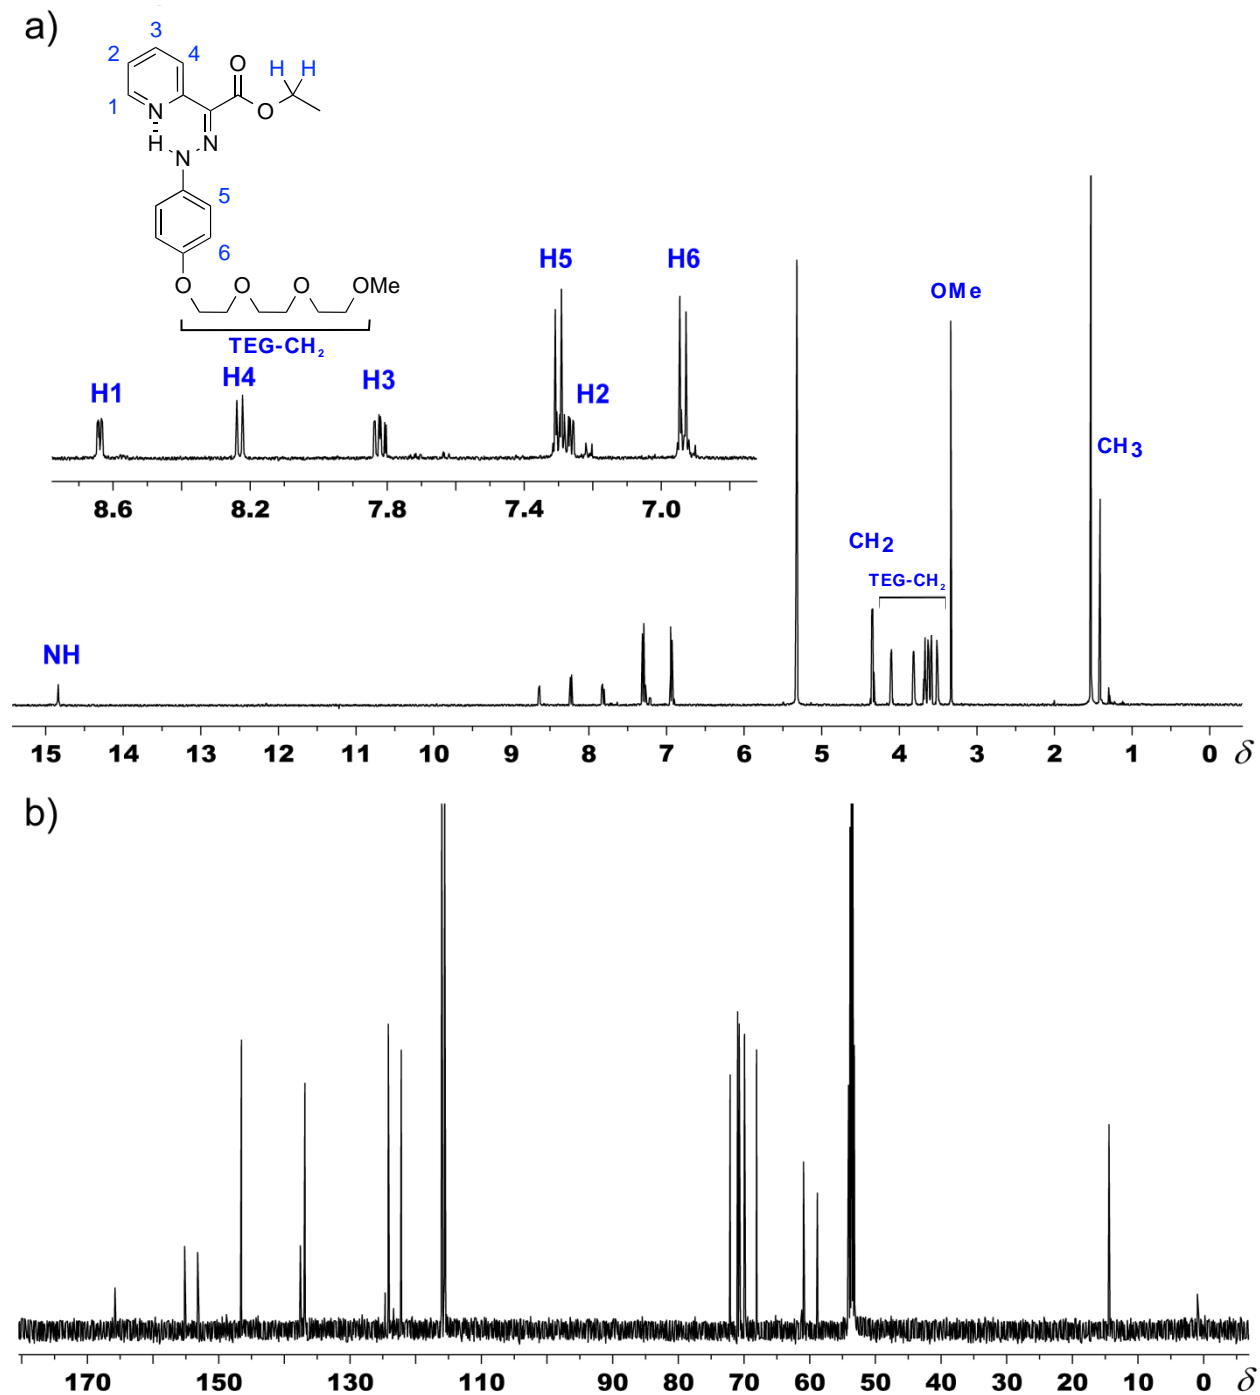 a)
3
2
4
O
H H
1
N
O
H
N
N
5
6
O
O
O
OMe
TEG-CH2
H1
H4
H3
H5
H2
H6
8.6 8.2 7.8 7.4 7.0
OMe
CH3
CH2
TEG-CH2
NH
15 14 13 12 11 10 9 8 7 6 5 4 3 2 1 0 δ
b)
170 150 130 110 90 80 70 60 50 40 30 20 10 0 δ